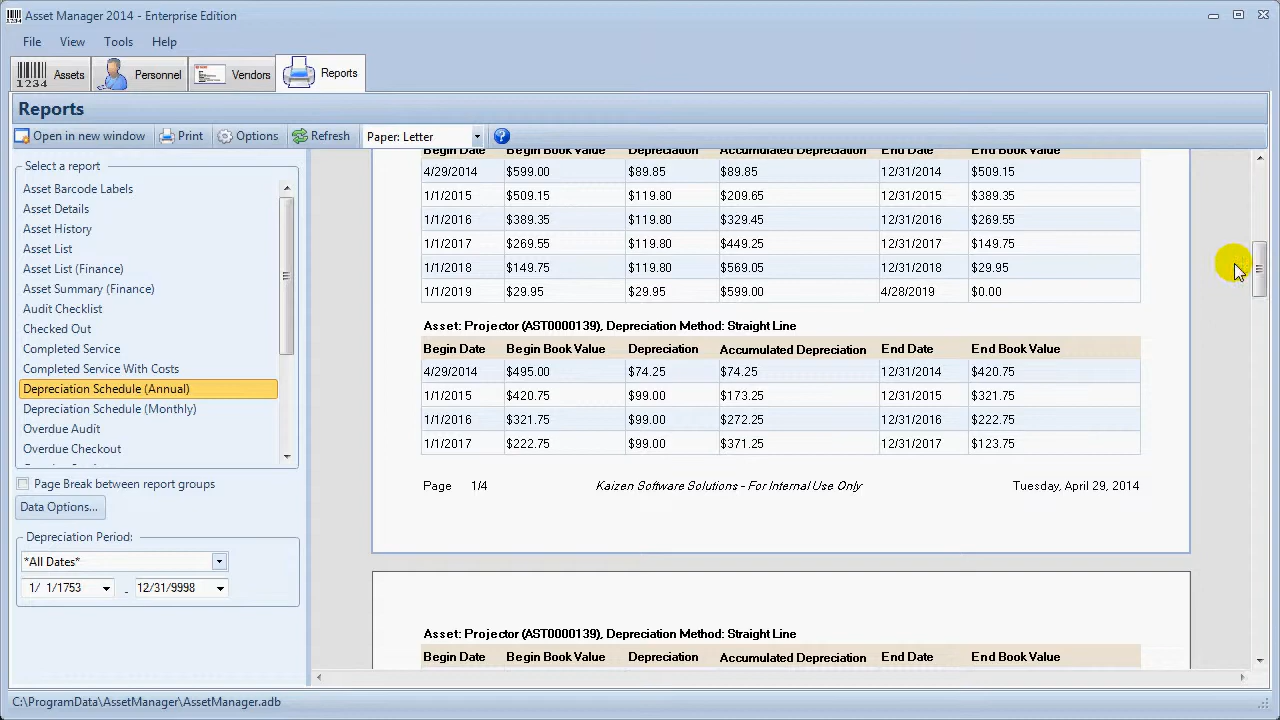 Asset Manager 2014 - Enterprise Edition
File View Tools Help
1234 Assets Personnel Vendors Reports
Reports
Open in new window Print Options Refresh Paper: Letter
Select a report
Asset Barcode Labels
Asset Details
Asset History
Asset List
Asset List (Finance)
Asset Summary (Finance)
Audit Checklist
Checked Out
Completed Service
Completed Service With Costs
Depreciation Schedule (Annual)
Depreciation Schedule (Monthly)
Overdue Audit
Overdue Checkout
Page Break between report groups
Data Options...
Depreciation Period:
*All Dates*
1/ 1/1753 - 12/31/9998
Begin Date Begin Book Value Depreciation Accumulated Depreciation End Date End Book Value
4/29/2014 $599.00 $89.85 $89.85 12/31/2014 $509.15
1/1/2015 $509.15 $119.80 $209.65 12/31/2015 $389.35
1/1/2016 $389.35 $119.80 $329.45 12/31/2016 $269.55
1/1/2017 $269.55 $119.80 $449.25 12/31/2017 $149.75
1/1/2018 $149.75 $119.80 $569.05 12/31/2018 $29.95
1/1/2019 $29.95 $29.95 $599.00 4/28/2019 $0.00
Asset: Projector (AST0000139), Depreciation Method: Straight Line
Begin Date Begin Book Value Depreciation Accumulated Depreciation End Date End Book Value
4/29/2014 $495.00 $74.25 $74.25 12/31/2014 $420.75
1/1/2015 $420.75 $99.00 $173.25 12/31/2015 $321.75
1/1/2016 $321.75 $99.00 $272.25 12/31/2016 $222.75
1/1/2017 $222.75 $99.00 $371.25 12/31/2017 $123.75
Page 1/4 Kaizen Software Solutions - For Internal Use Only Tuesday, April 29, 2014
Asset: Projector (AST0000139), Depreciation Method: Straight Line
Begin Date Begin Book Value Depreciation Accumulated Depreciation End Date End Book Value
C:\ProgramData\AssetManager\AssetManager.adb